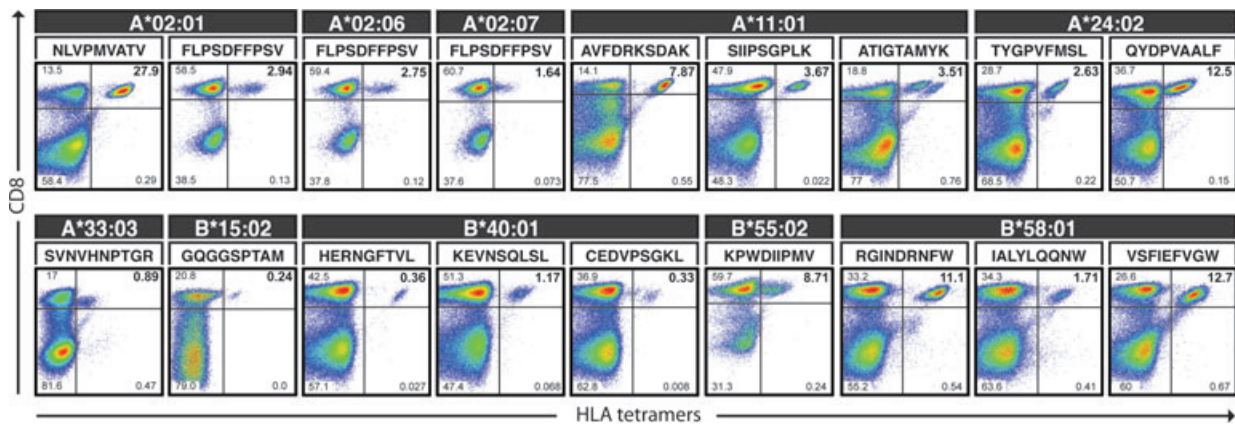 CD8
A*02:01 A*02:06 A*02:07 A*11:01 A*24:02
NLVPMVATV FLPSDFFPSV FLPSDFFPSV FLPSDFFPSV AVFDRKSDAK SIIPSGPLK ATIGTAMYK TYGPVFMSL QYDPVAALF
13.5 27.9 58.5 2.94 59.4 2.75 60.7 1.64 14.1 7.87 47.9 3.67 18.8 3.51 28.7 2.63 36.7 12.5
58.4 0.29 38.5 0.13 37.8 0.12 37.6 0.073 77.5 0.55 48.3 0.022 77 0.76 68.5 0.22 50.7 0.15
A*33:03 B*15:02 B*40:01 B*55:02 B*58:01
SVNVHNPTGR GQGGSPTAM HERNGFTVL KEVNSQLSL CEDVPSGKL KPWDIIPMV RGINDRNFW IALYLQQNW VSFIEFVGW
17 0.89 20.8 0.24 42.5 0.36 51.3 1.17 36.9 0.33 59.7 8.71 33.2 11.1 34.3 1.71 26.6 12.7
81.6 0.47 79.0 0.0 57.1 0.027 47.4 0.068 62.8 0.008 31.3 0.24 55.2 0.54 63.6 0.41 60 0.67
HLA tetramers